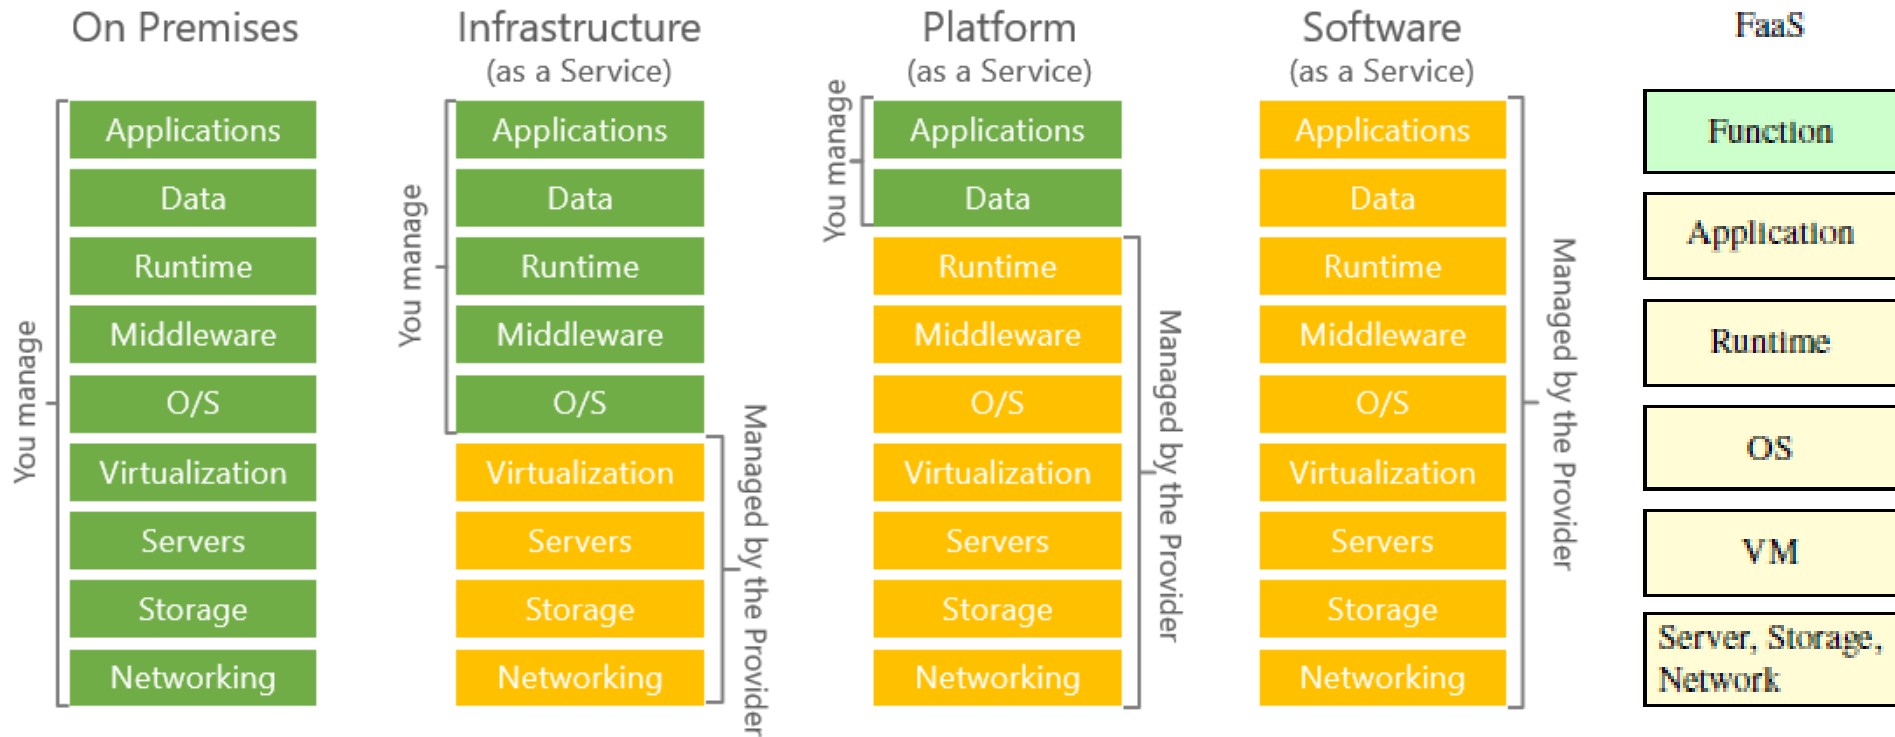 On Premises
You manage
Applications
Data
Runtime
Middleware
O/S
Virtualization
Servers
Storage
Networking
Infrastructure
(as a Service)
You manage
Applications
Data
Runtime
Middleware
O/S
Virtualization
Servers
Storage
Networking
Managed by the Provider
Platform
(as a Service)
You manage
Applications
Data
Runtime
Middleware
O/S
Virtualization
Servers
Storage
Networking
Managed by the Provider
Software
(as a Service)
Applications
Data
Runtime
Middleware
O/S
Virtualization
Servers
Storage
Networking
Managed by the Provider
FaaS
Function
Application
Runtime
OS
VM
Server, Storage,
Network